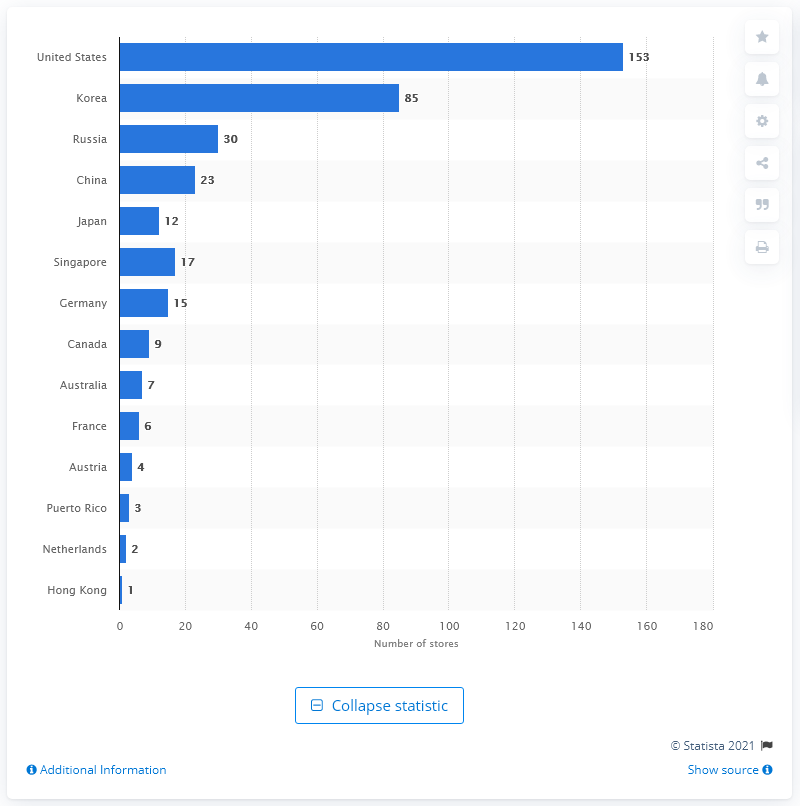 United States 153
Korea 85
Russia 30
China 23
Japan 12
Singapore 17
Germany 15
Canada 9
Australia 7
France 6
Austria 4
Puerto Rico 3
Netherlands 2
Hong Kong 1
0 20 40 60 80 100 120 140 160 180
Number of stores
Collapse statistic
© Statista 2021
Additional Information Show source